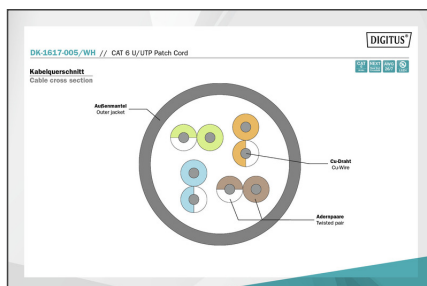 DIGITUS®
DK-1617-005/WH // CAT 6 U/UTP Patch Cord
Kabelquerschnitt
Cable cross section
Außenmantel
Outer jacket
Cu-Draht
Cu-Wire
Adernpaare
Twisted pair